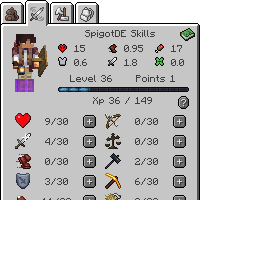 SpigotDE Skills
15 0.95 17
0.6 1.8 0.0
Level 36 Points 1
Xp 36 / 149
?
9/30 + 0/30 +
4/30 + 0/30 +
0/30 + 2/30 +
3/30 + 6/30 +